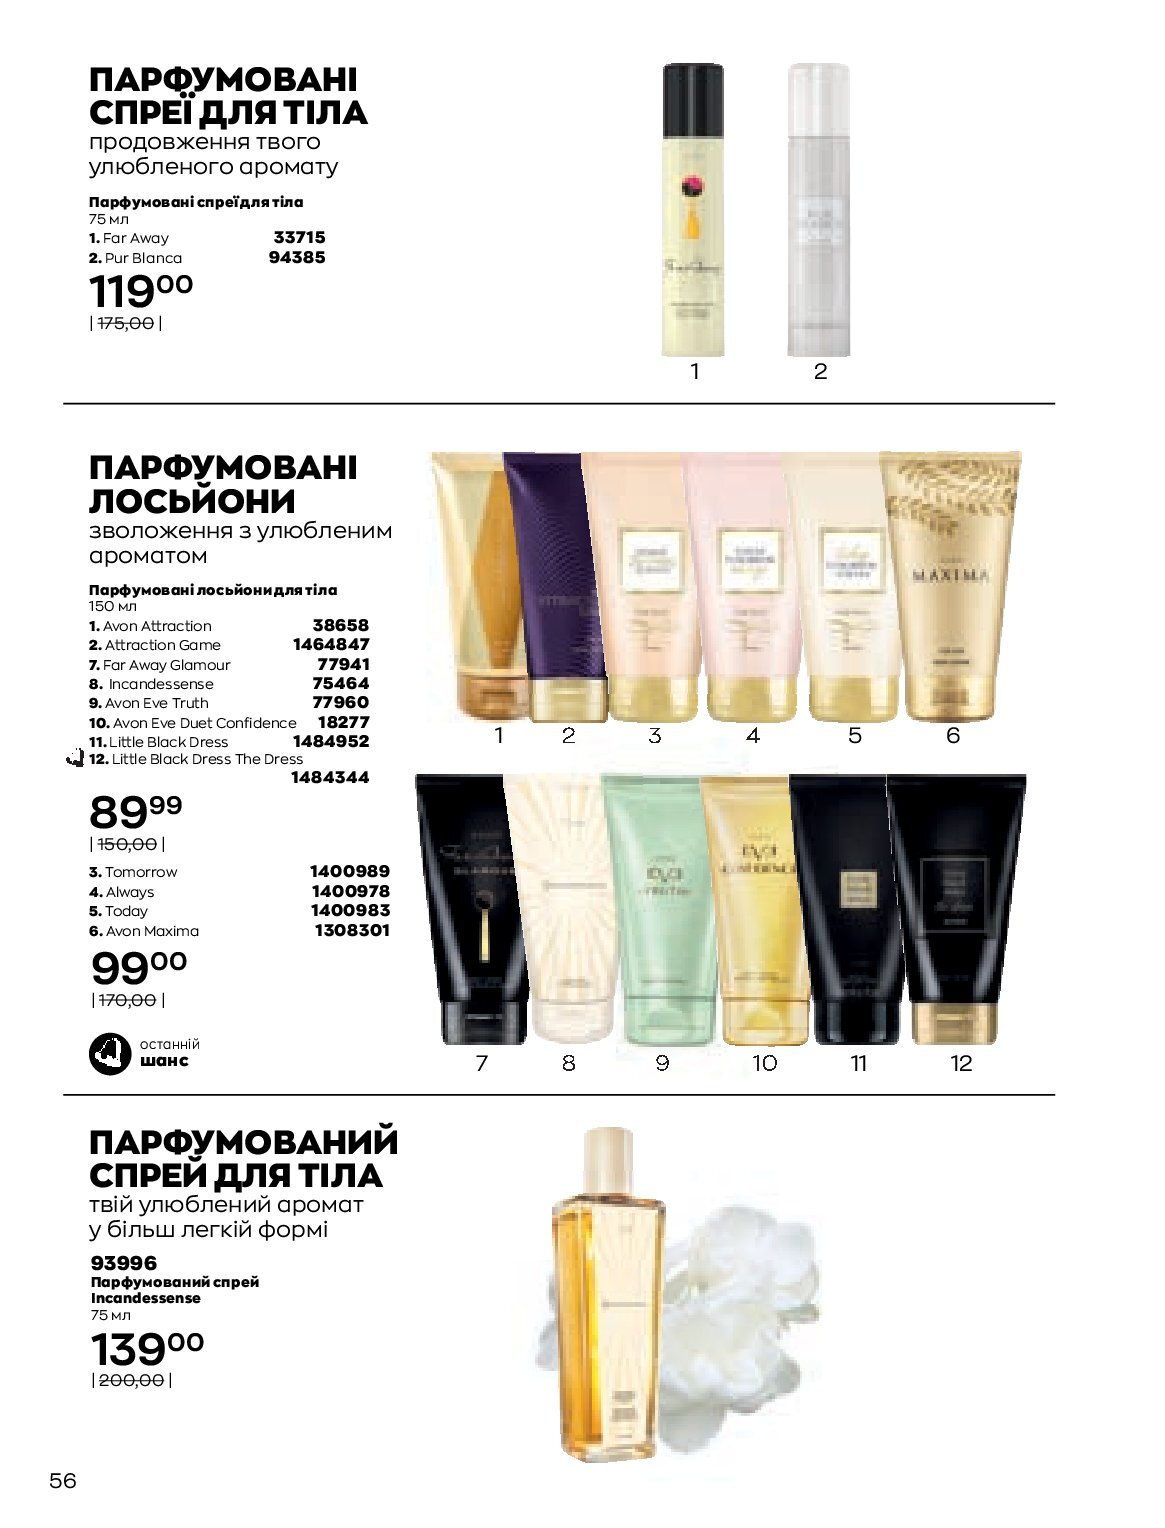 ПАРФУМОВАНІ
СПРЕЇ ДЛЯ ТІЛА
продовження твого
улюбленого аромату
Парфумовані спреї для тіла
75 мл
1. Far Away 33715
2. Pur Blanca 94385
119 00
| 175,00 |
1 2
ПАРФУМОВАНІ
ЛОСЬЙОНИ
зволоження з улюбленим
ароматом
Парфумовані лосьйони для тіла
150 мл
1. Avon Attraction 38658
2. Attraction Game 1464847
7. Far Away Glamour 77941
8. Incandessense 75464
9. Avon Eve Truth 77960
10. Avon Eve Duet Confidence 18277
11. Little Black Dress 1484952
12. Little Black Dress The Dress
1484344
89 99
| 150,00 |
3. Tomorrow 1400989
4. Always 1400978
5. Today 1400983
6. Avon Maxima 1308301
99 00
| 170,00 |
останній
шанс
MAXIMA
1 2 3 4 5 6
7 8 9 10 11 12
ПАРФУМОВАНИЙ
СПРЕЙ ДЛЯ ТІЛА
твій улюблений аромат
у більш легкій формі
93996
Парфумований спрей
Incandessense
75 мл
139 00
| 200,00 |
56